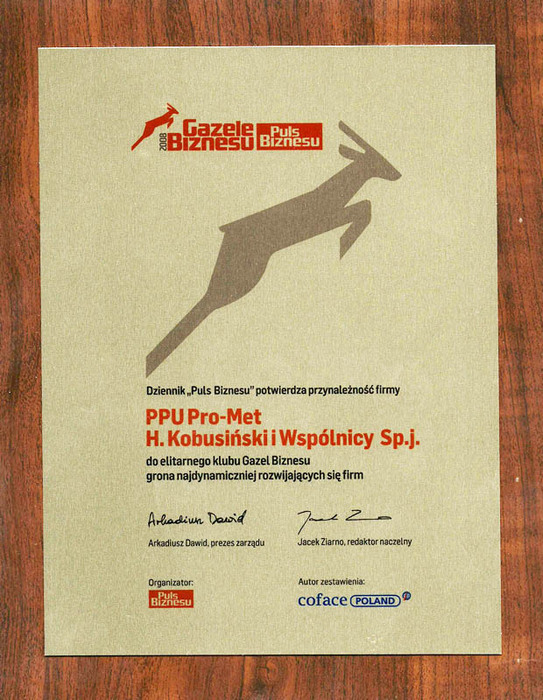 2008
Gazele
Biznesu
Puls
Biznesu
Dziennik „Puls Biznesu” potwierdza przynależność firmy
PPU Pro-Met
H. Kobusiński i Wspólnicy Sp.j.
do elitarnego klubu Gazel Biznesu
grona najdynamiczniej rozwijających się firm
Arkadiusz Dawid
Arkadiusz Dawid, prezes zarządu
Jacek Ziarno, redaktor naczelny
Organizator:
Puls
Biznesu
Autor zestawienia:
coface POLAND